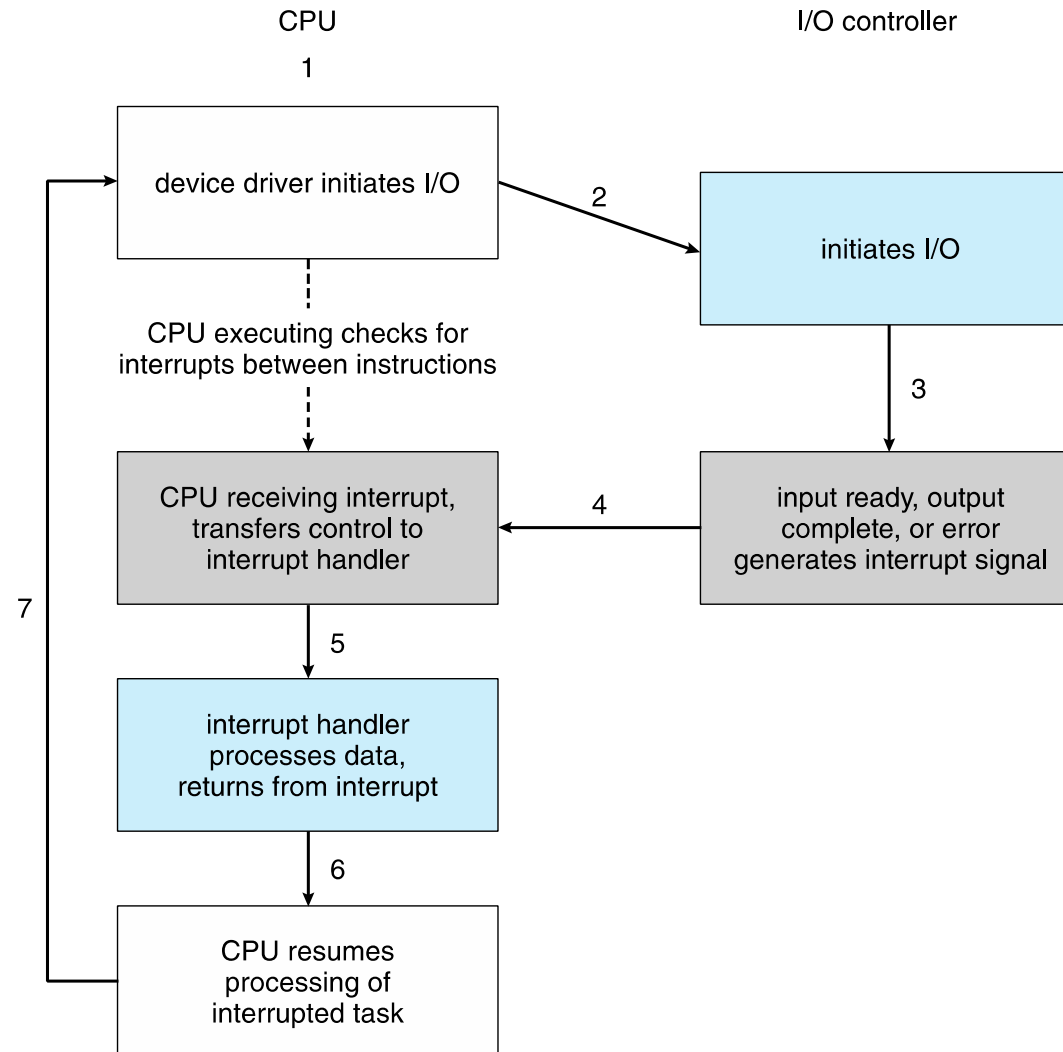 CPU
I/O controller
1
device driver initiates I/O
2
initiates I/O
CPU executing checks for
interrupts between instructions
3
CPU receiving interrupt,
transfers control to
interrupt handler
4
input ready, output
complete, or error
generates interrupt signal
7
5
interrupt handler
processes data,
returns from interrupt
6
CPU resumes
processing of
interrupted task